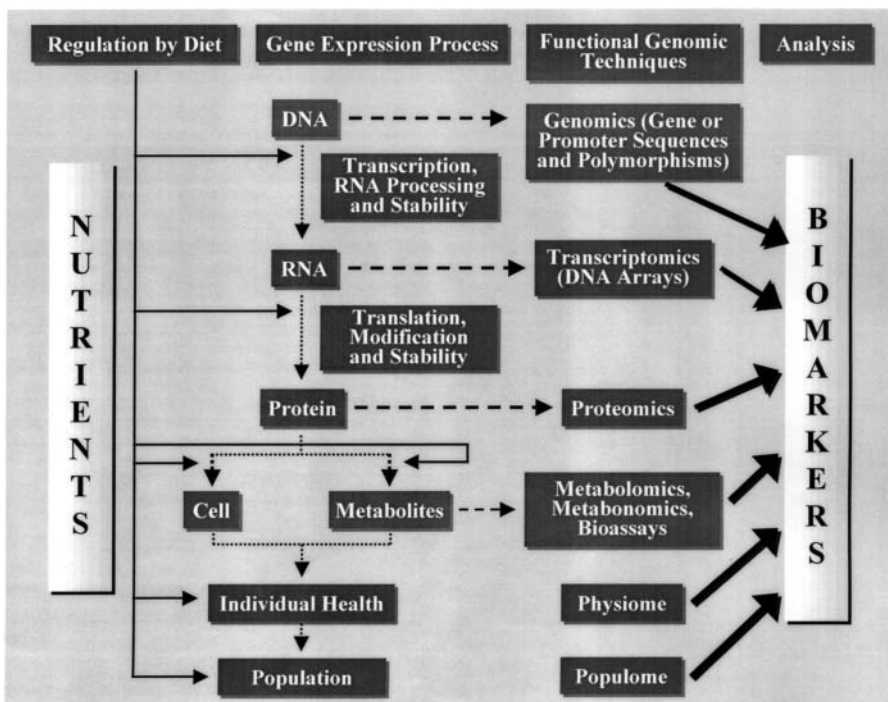 Regulation by Diet
Gene Expression Process
Functional Genomic
Techniques
Analysis
DNA
Genomics (Gene or
Promoter Sequences
and Polymorphisms)
Transcription,
RNA Processing
and Stability
NUTRIENTS
BIOMARKERS
RNA
Transcriptomics
(DNA Arrays)
Translation,
Modification
and Stability
Protein
Proteomics
Cell
Metabolites
Metabolomics,
Metabonomics,
Bioassays
Individual Health
Physiome
Population
Populome